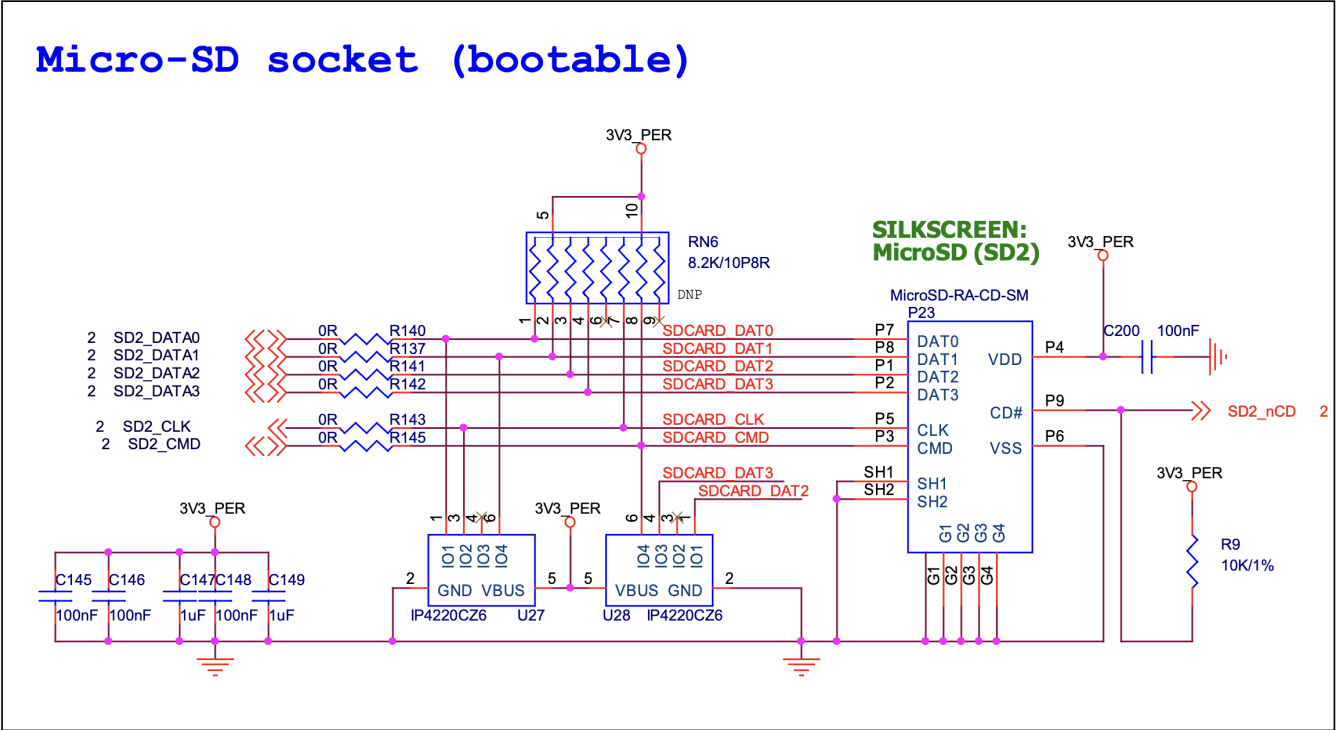 Micro-SD socket (bootable)
3V3_PER
5
10
RN6
8.2K/10P8R
DNP
1
2
3
4
6
7
8
9
SILKSCREEN:
MicroSD (SD2)
3V3_PER
MicroSD-RA-CD-SM
P23
C200 100nF
2 SD2_DATA0 0R R140 SDCARD_DAT0 P7 DAT0
2 SD2_DATA1 0R R137 SDCARD_DAT1 P8 DAT1
2 SD2_DATA2 0R R141 SDCARD_DAT2 P1 DAT2
2 SD2_DATA3 0R R142 SDCARD_DAT3 P2 DAT3
2 SD2_CLK 0R R143 SDCARD_CLK P5 CLK
2 SD2_CMD 0R R145 SDCARD_CMD P3 CMD
VDD P4
CD# P9 SD2_nCD 2
VSS P6
SDCARD_DAT3
SDCARD_DAT2
SH1 SH1
SH2 SH2
G1 G2 G3 G4
G1 G2 G3 G4
3V3_PER
R9
10K/1%
3V3_PER
C145 C146 C147 C148 C149
100nF 100nF 1uF 100nF 1uF
3V3_PER
1 3 4 6
IO1 IO2 IO3 IO4
2 GND VBUS 5
IP4220CZ6 U27
6 4 3 1
IO4 IO3 IO2 IO1
5 VBUS GND 2
U28 IP4220CZ6